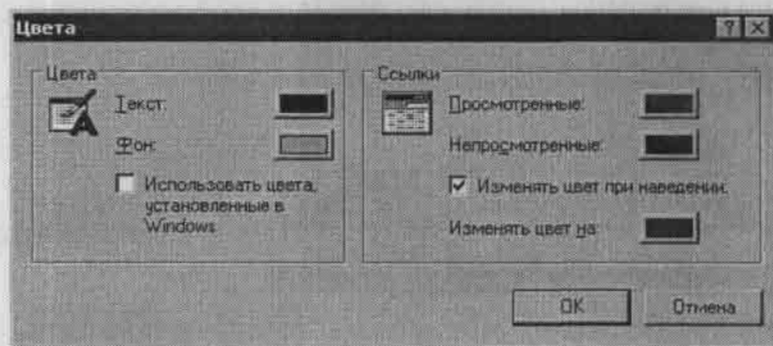 Цвета
Цвета
Текст:
Фон:
Использовать цвета,
установленные в
Windows
Ссылки
Просмотренные:
Непросмотренные:
Изменять цвет при наведении:
Изменять цвет на:
ОК
Отмена